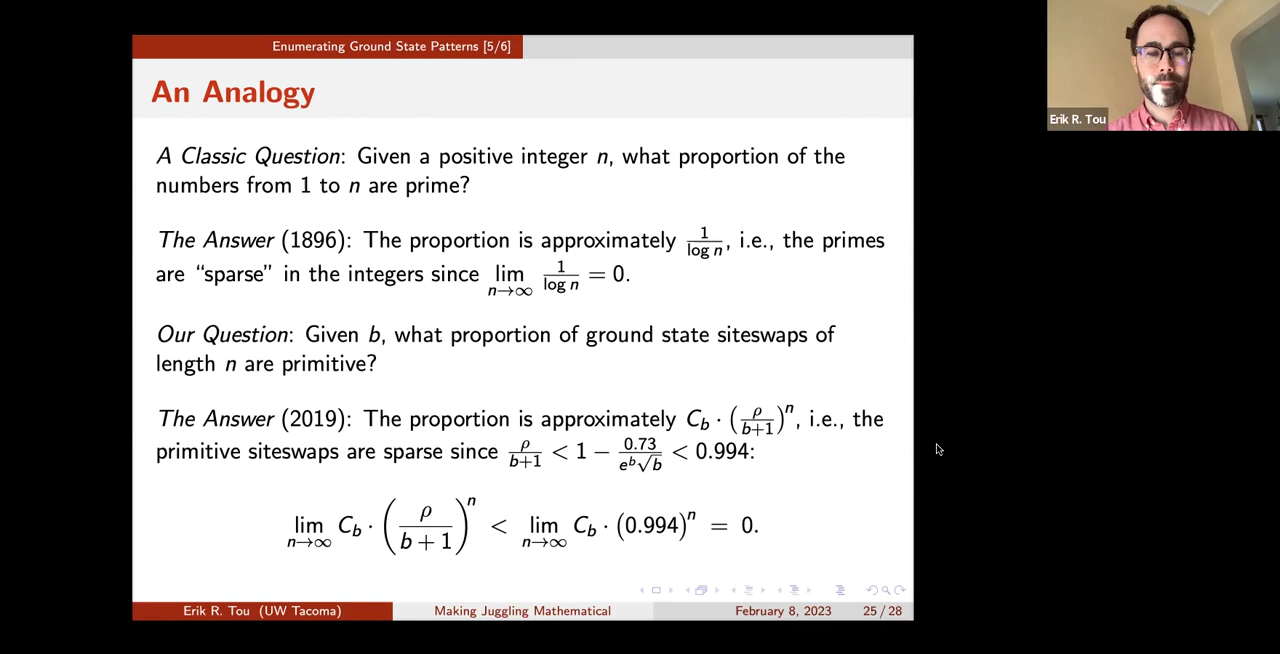 Enumerating Ground State Patterns [5/6]
An Analogy
A Classic Question: Given a positive integer n, what proportion of the
numbers from 1 to n are prime?
The Answer (1896): The proportion is approximately 1/log n, i.e., the primes
are “sparse” in the integers since lim n→∞ 1/log n = 0.
Our Question: Given b, what proportion of ground state siteswaps of
length n are primitive?
The Answer (2019): The proportion is approximately C_b · (ρ/(b+1))^n, i.e., the
primitive siteswaps are sparse since ρ/(b+1) < 1 − 0.73/(e^b√b) < 0.994:
lim n→∞ C_b · (ρ/(b + 1))^n < lim n→∞ C_b · (0.994)^n = 0.
Erik R. Tou (UW Tacoma) Making Juggling Mathematical February 8, 2023 25 / 28
Erik R. Tou